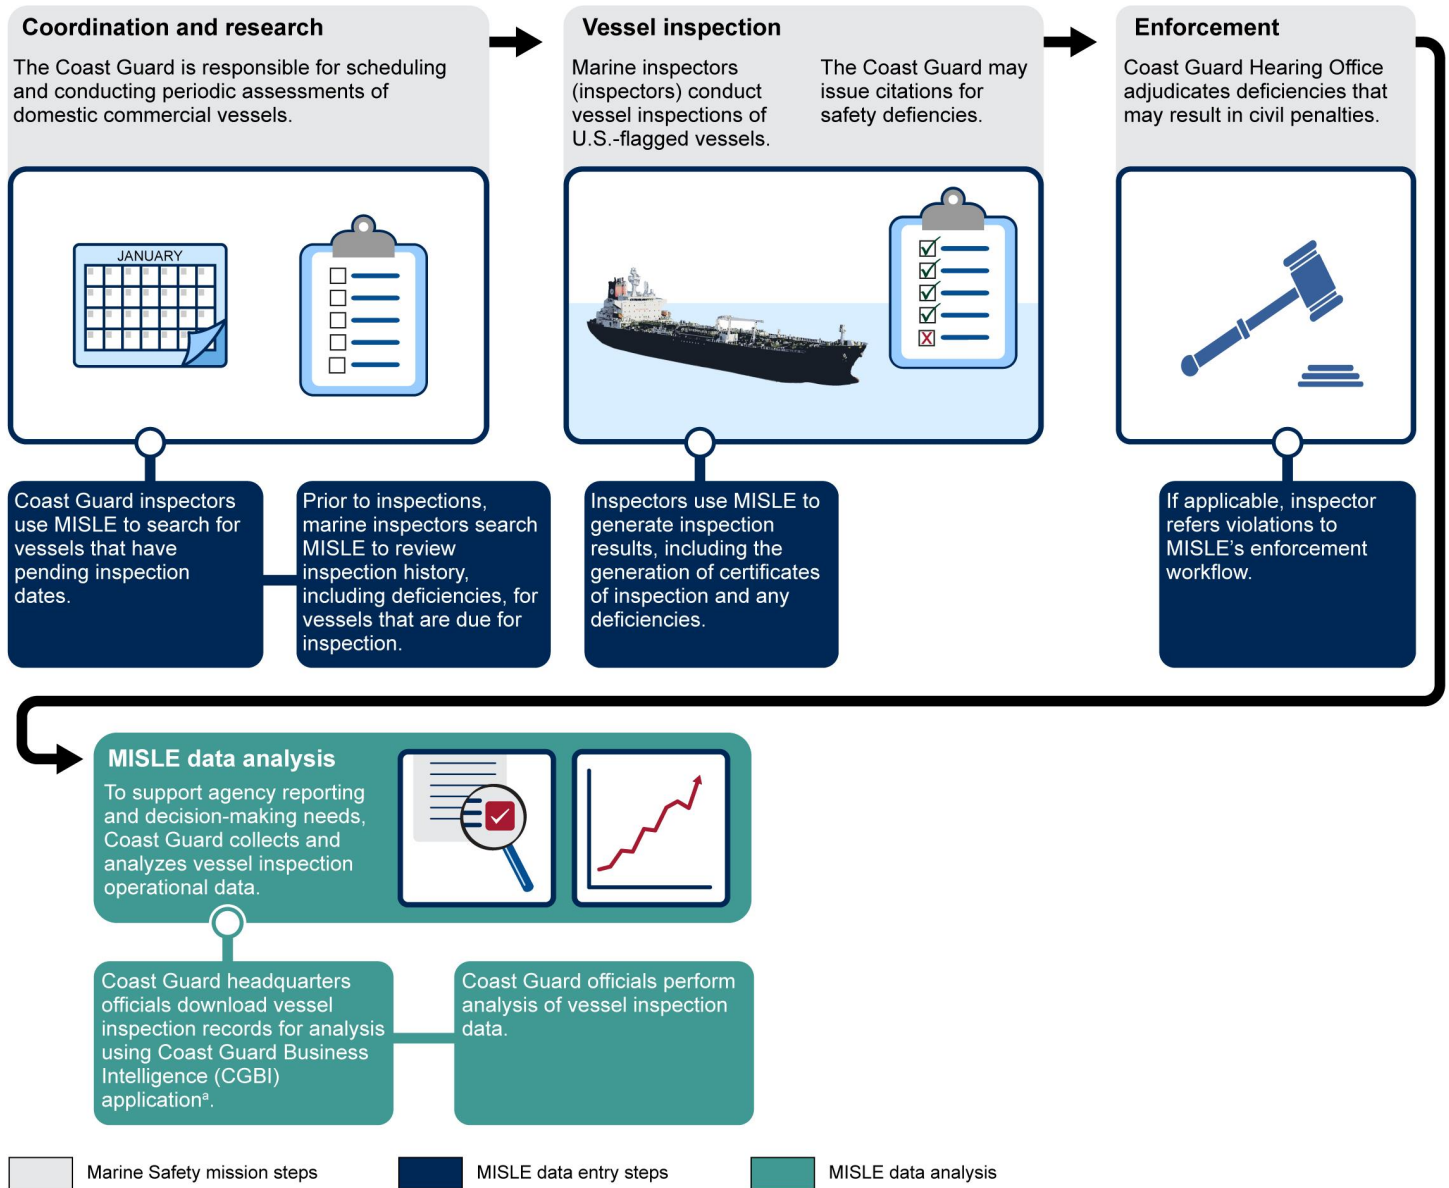 Coordination and research
The Coast Guard is responsible for scheduling
and conducting periodic assessments of
domestic commercial vessels.
JANUARY
Coast Guard inspectors
use MISLE to search for
vessels that have
pending inspection
dates.
Prior to inspections,
marine inspectors search
MISLE to review
inspection history,
including deficiencies, for
vessels that are due for
inspection.
Vessel inspection
Marine inspectors
(inspectors) conduct
vessel inspections of
U.S.-flagged vessels.
The Coast Guard may
issue citations for
safety defiencies.
Inspectors use MISLE to
generate inspection
results, including the
generation of certificates
of inspection and any
deficiencies.
Enforcement
Coast Guard Hearing Office
adjudicates deficiencies that
may result in civil penalties.
If applicable, inspector
refers violations to
MISLE’s enforcement
workflow.
MISLE data analysis
To support agency reporting
and decision-making needs,
Coast Guard collects and
analyzes vessel inspection
operational data.
Coast Guard headquarters
officials download vessel
inspection records for analysis
using Coast Guard Business
Intelligence (CGBI)
applicationᵃ.
Coast Guard officials perform
analysis of vessel inspection
data.
Marine Safety mission steps
MISLE data entry steps
MISLE data analysis